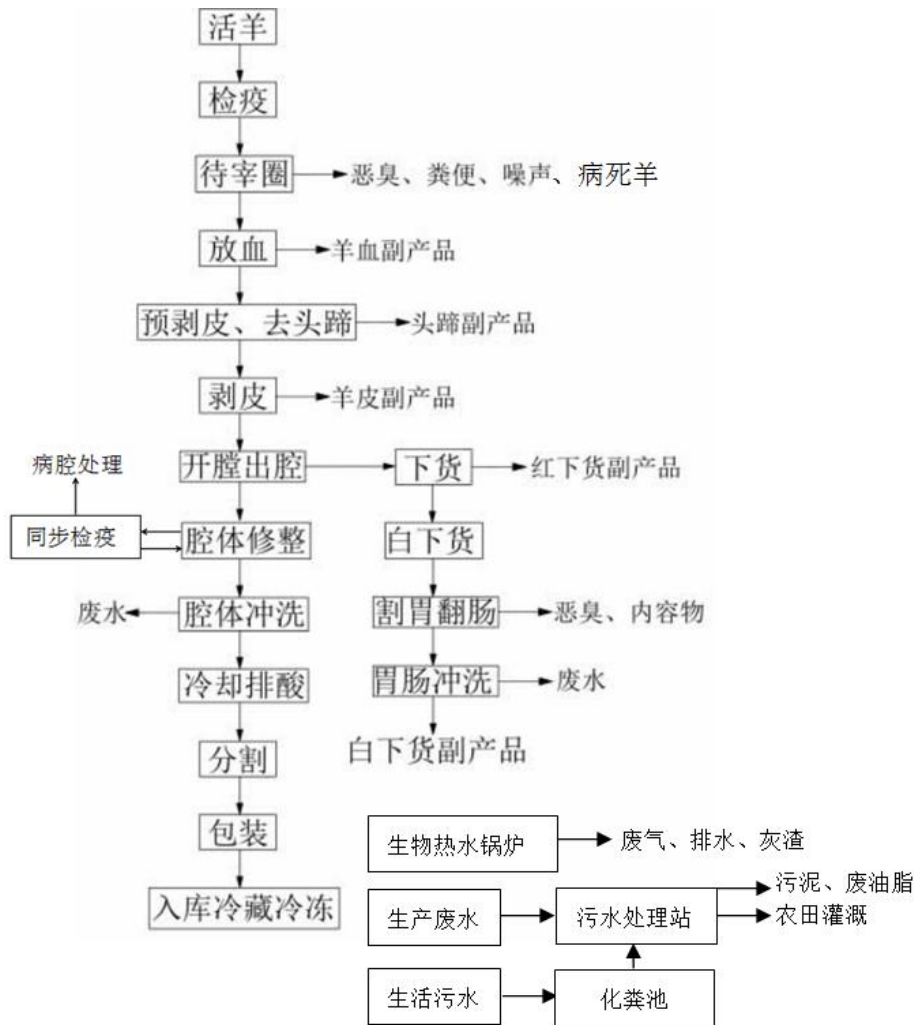 活羊
检疫
待宰圈
恶臭、粪便、噪声、病死羊
放血
羊血副产品
预剥皮、去头蹄
头蹄副产品
剥皮
羊皮副产品
病腔处理
开膛出腔
下货
红下货副产品
同步检疫
腔体修整
白下货
废水
腔体冲洗
割胃翻肠
恶臭、内容物
冷却排酸
胃肠冲洗
废水
分割
白下货副产品
包装
生物热水锅炉
废气、排水、灰渣
入库冷藏冷冻
生产废水
污水处理站
污泥、废油脂
农田灌溉
生活污水
化粪池